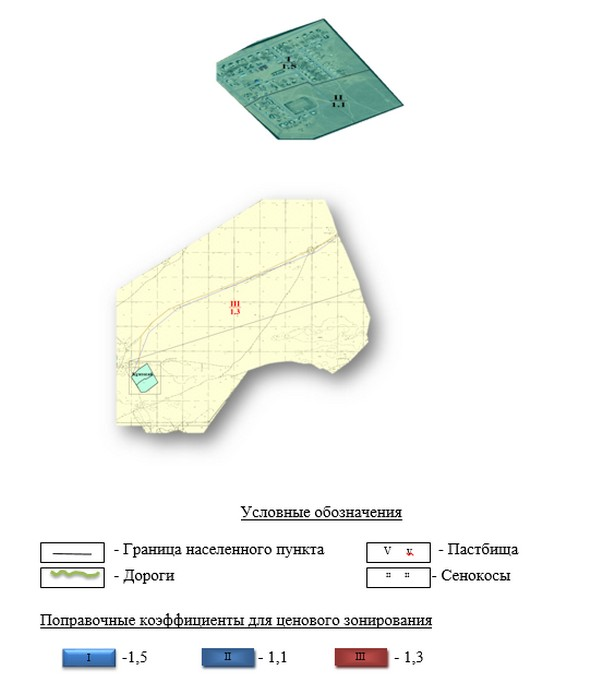 I
1.5
II
1.1
III
1.3
Условные обозначения
- Граница населенного пункта
V V - Пастбища
- Дороги
" " - Сенокосы
Поправочные коэффициенты для ценового зонирования
I -1,5 II - 1,1 III - 1,3